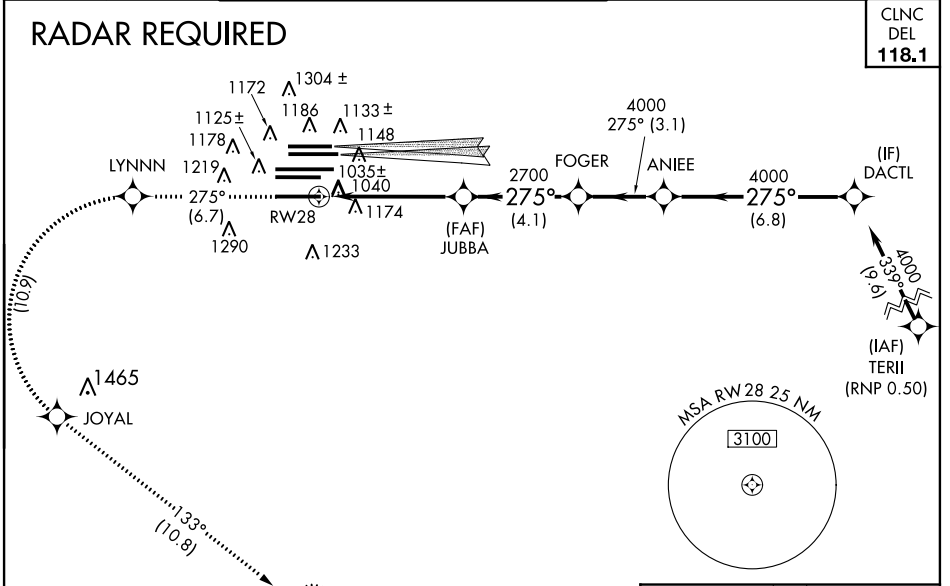 RADAR REQUIRED
CLNC
DEL
118.1
1304 ±
1172
1186
1133 ±
1125 ±
1178
1148
1219
1035±
1040
1174
1290
1233
LYNNN
275°
(6.7)
RW28
(FAF)
JUBBA
2700
275°
(4.1)
FOGER
4000
275° (3.1)
ANIEE
4000
275°
(6.8)
(IF)
DACTL
4000
339°
(9.6)
(IAF)
TERII
(RNP 0.50)
(10.9)
1465
JOYAL
133°
(10.8)
MSA RW28 25 NM
3100